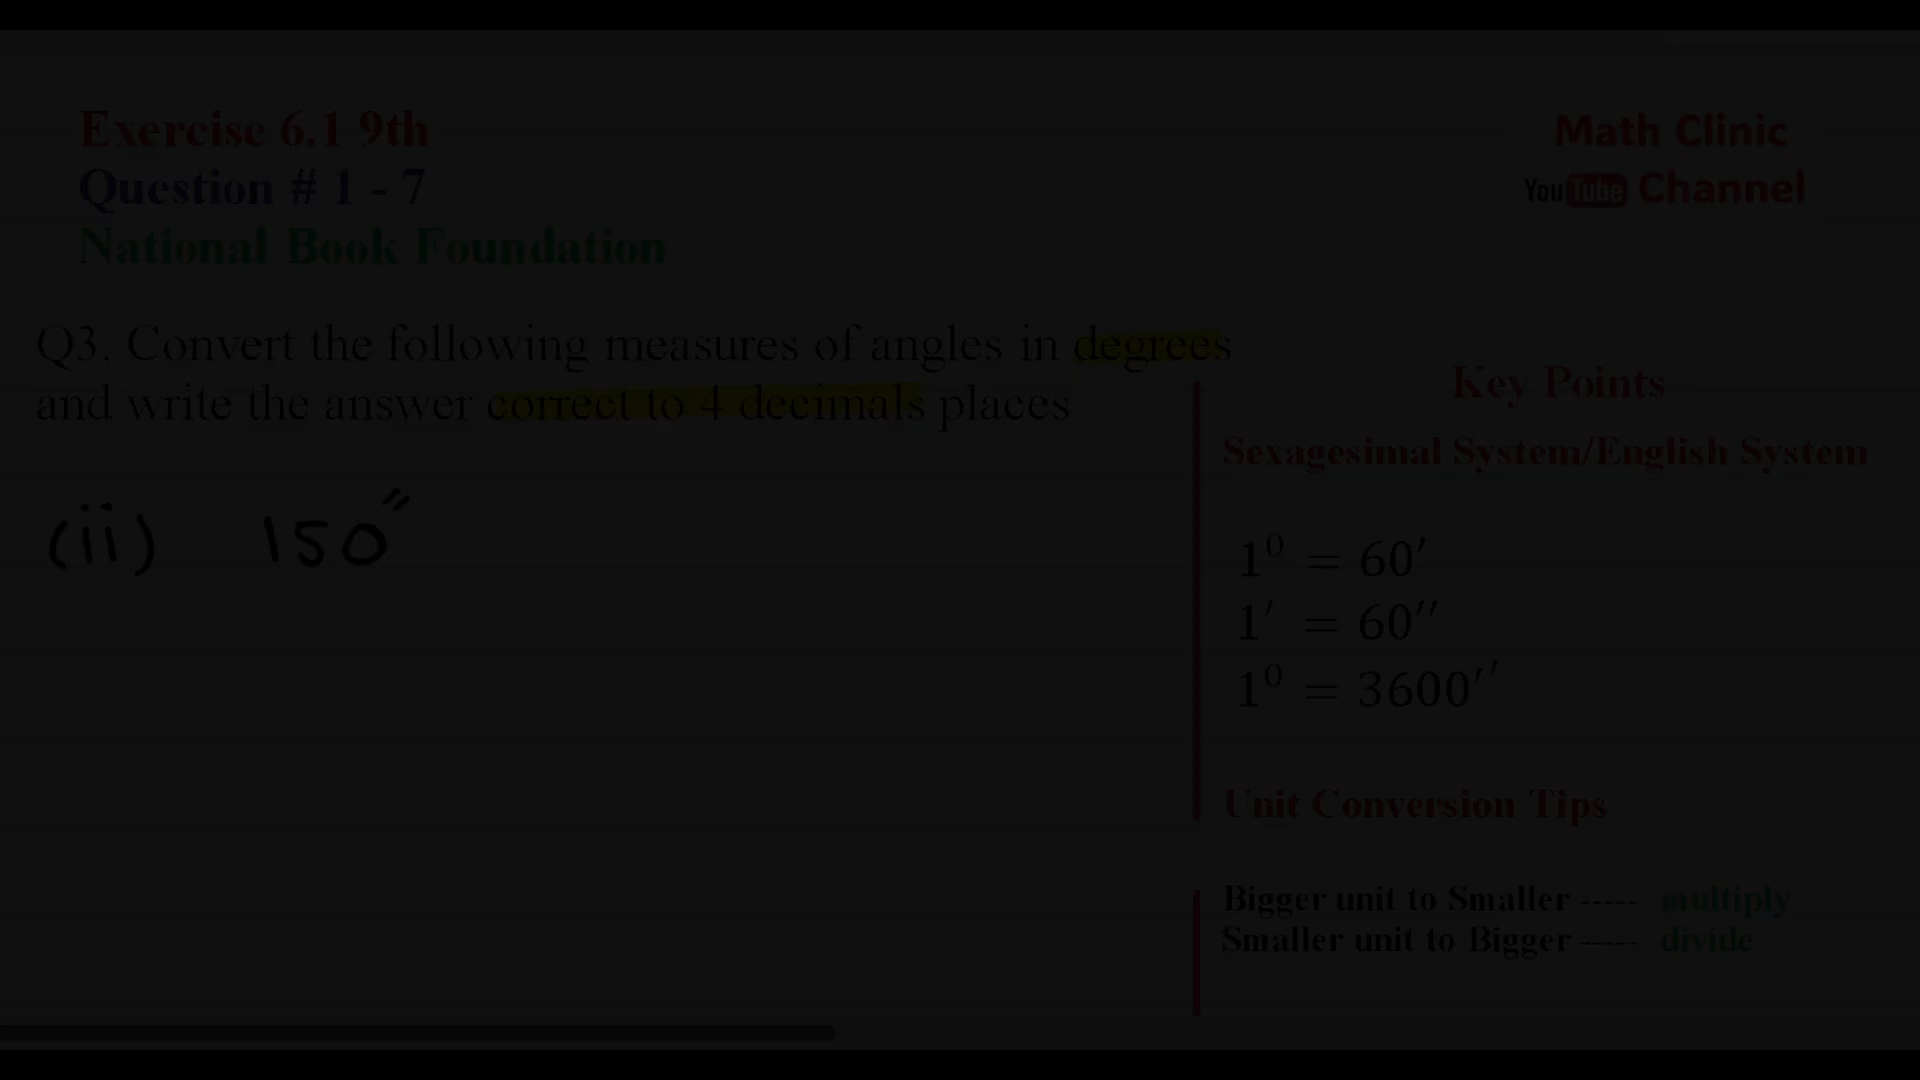 Exercise 6.1 9th
Question # 1 - 7
National Book Foundation
Math Clinic
YouTube Channel
Q3. Convert the following measures of angles in degrees
and write the answer correct to 4 decimals places
(ii) 150"
Key Points
Sexagesimal System/English System
1⁰ = 60′
1′ = 60′′
1⁰ = 3600′′
Unit Conversion Tips
Bigger unit to Smaller ----- multiply
Smaller unit to Bigger ----- divide